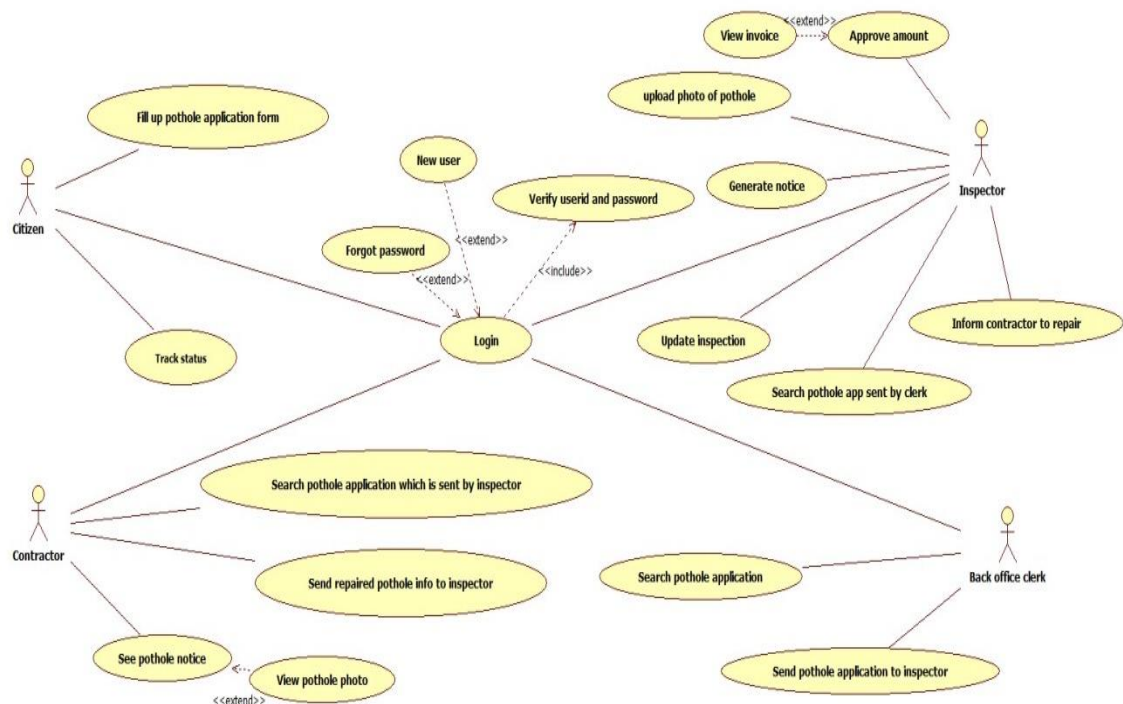 <<extend>>
View invoice
Approve amount
upload photo of pothole
Fill up pothole application form
New user
Inspector
Generate notice
Verify userid and password
Citizen
<<extend>>
Forgot password
<<include>>
<<extend>>
Inform contractor to repair
Login
Update inspection
Track status
Search pothole app sent by clerk
Search pothole application which is sent by inspector
Contractor
Back office clerk
Search pothole application
Send repaired pothole info to inspector
See pothole notice
Send pothole application to inspector
View pothole photo
<<extend>>